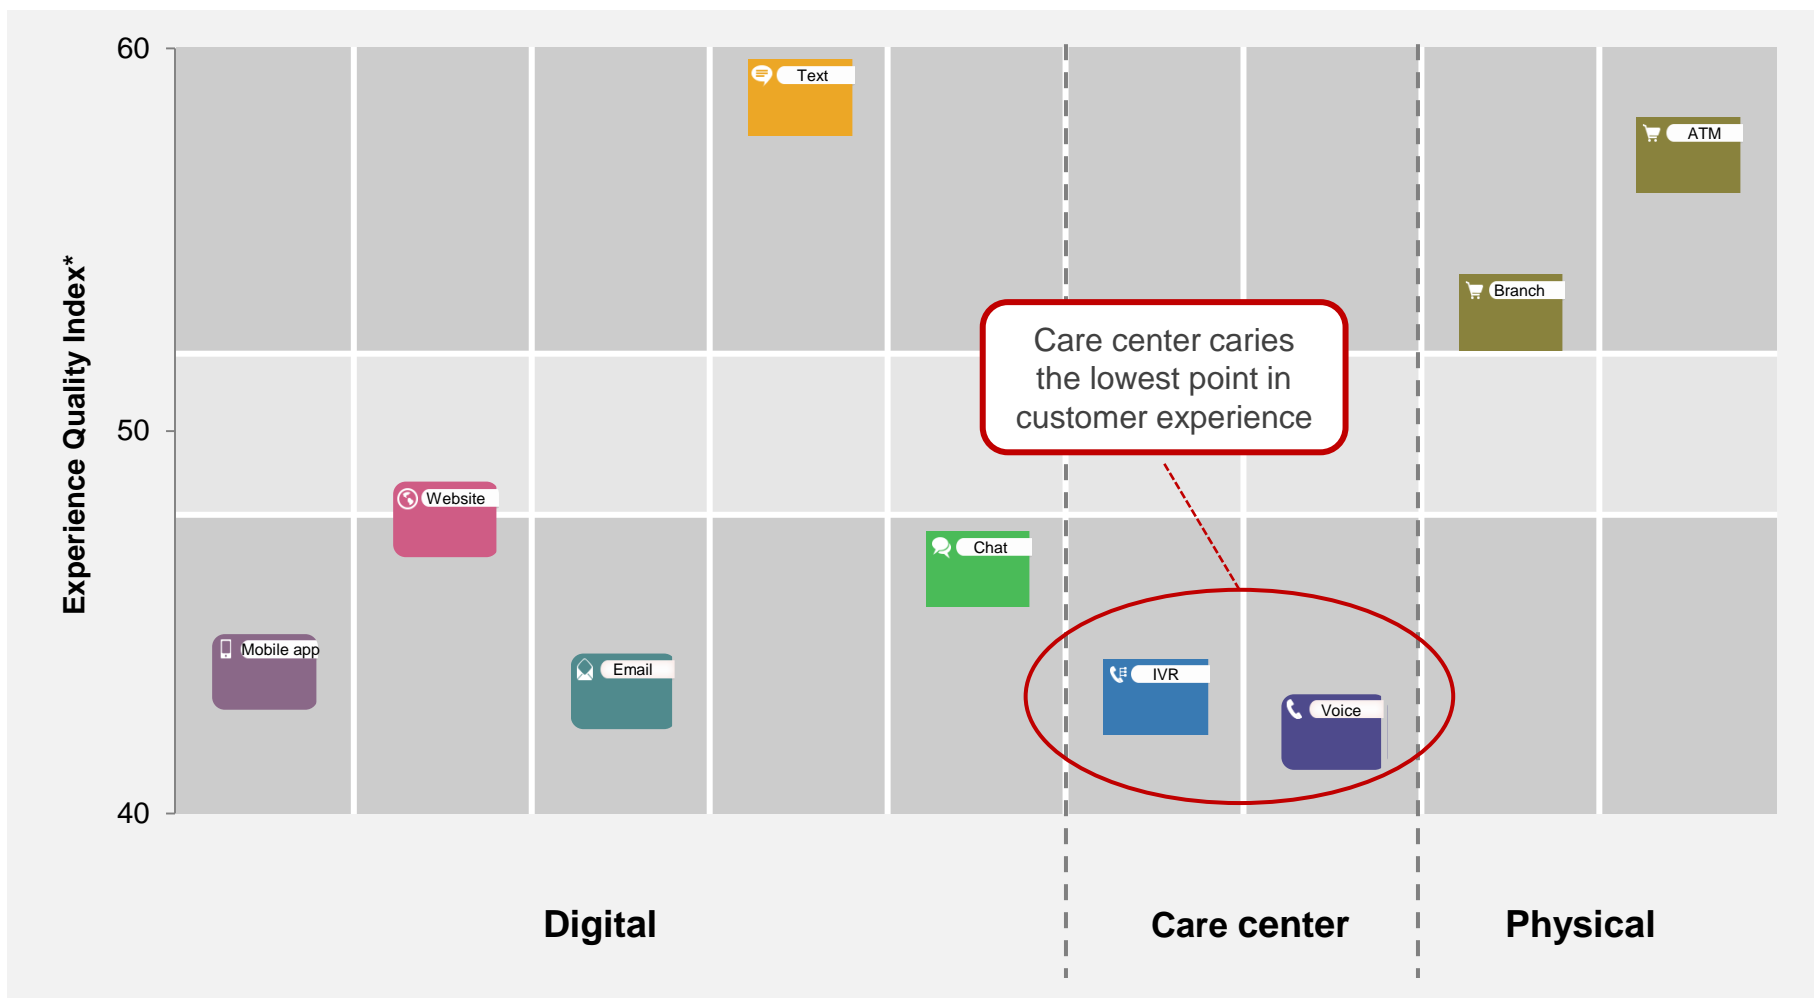 60
Text
ATM
Branch
Care center caries
the lowest point in
customer experience
Experience Quality Index*
50
Website
Chat
Mobile app
Email
IVR
Voice
40
Digital
Care center
Physical